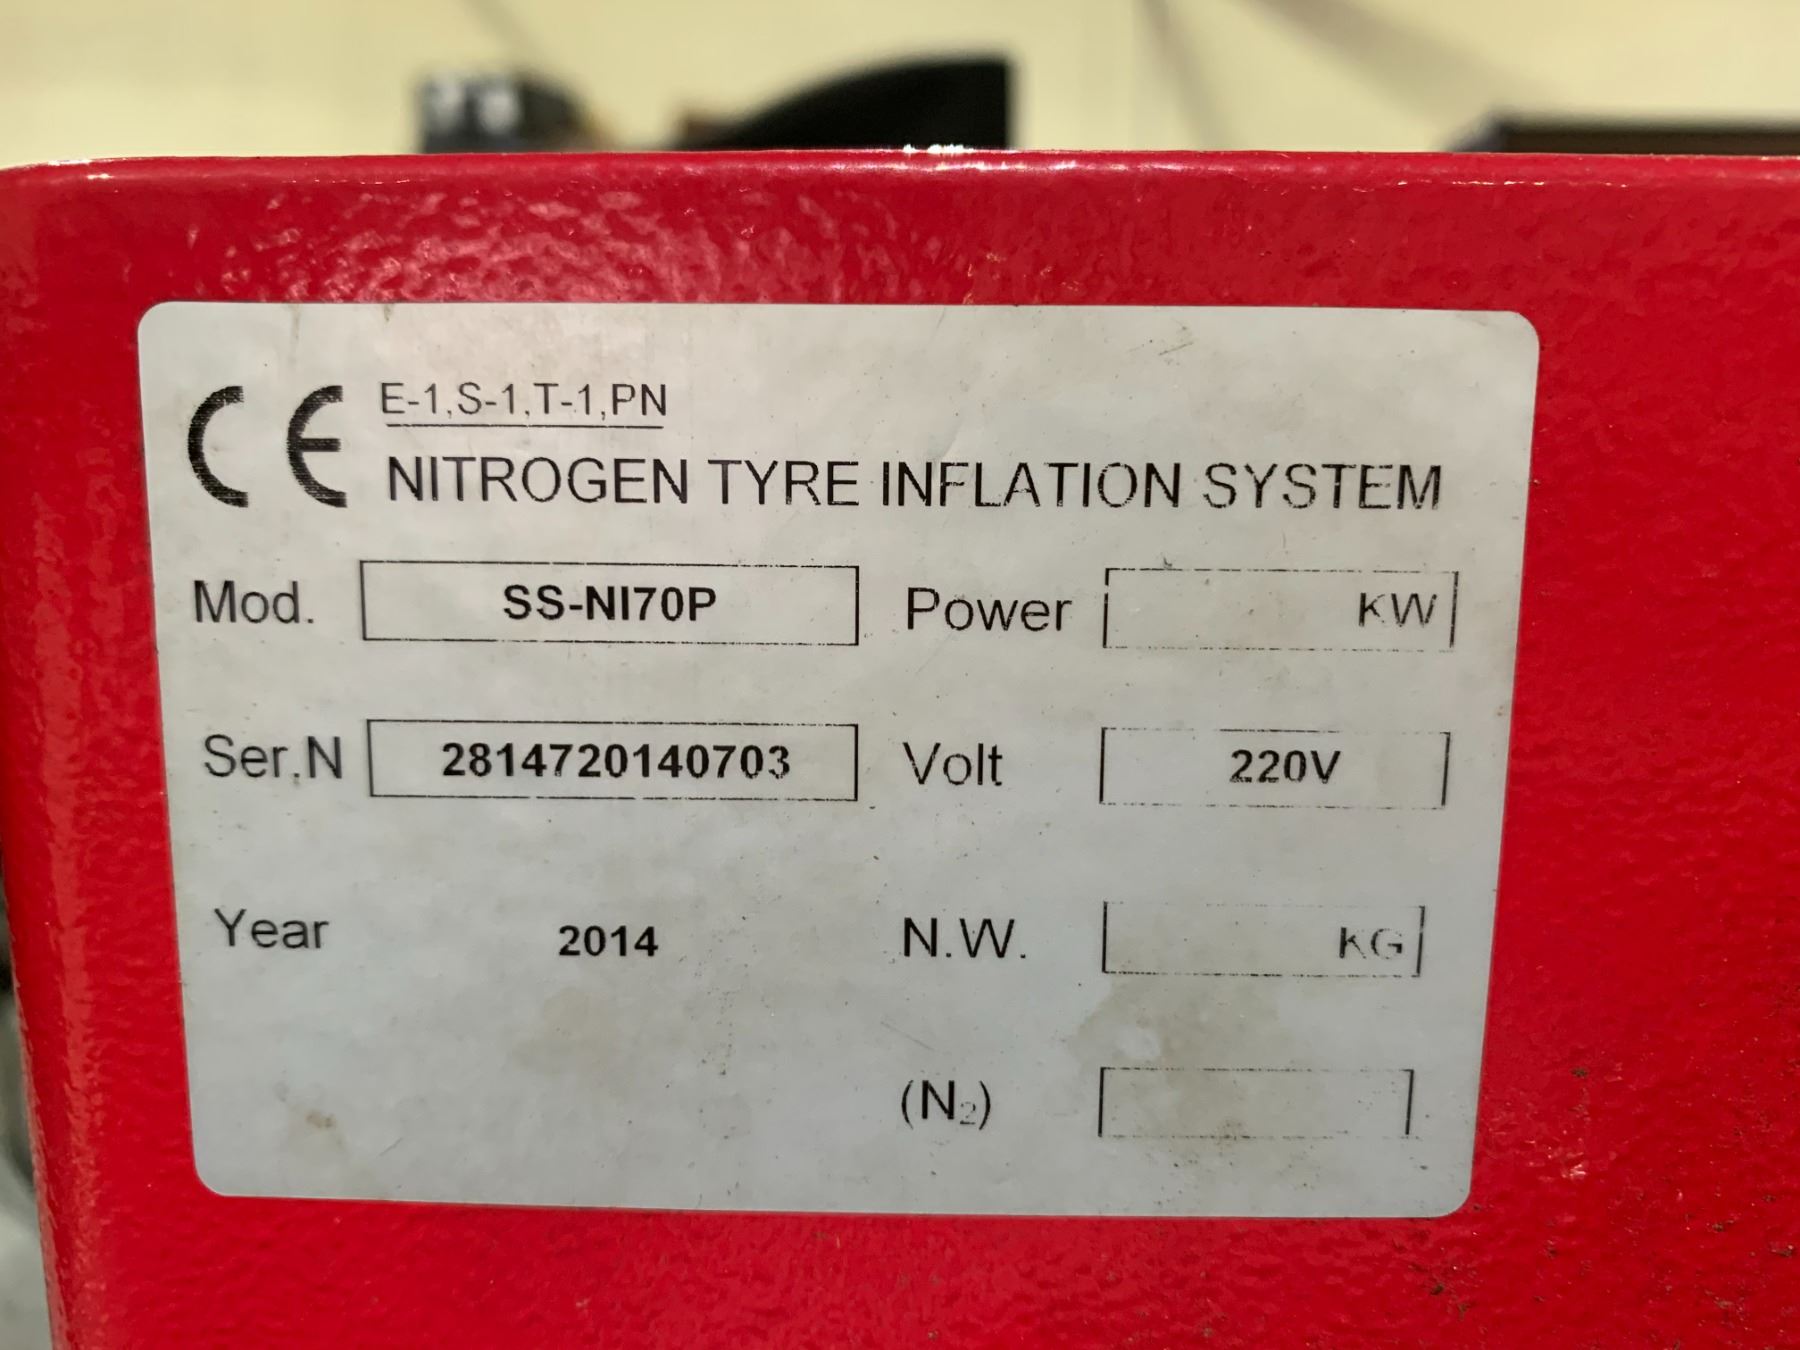 CE E-1,S-1,T-1,PN
NITROGEN TYRE INFLATION SYSTEM
Mod. SS-NI70P Power KW
Ser.N 2814720140703 Volt 220V
Year 2014 N.W. KG
(N₂)